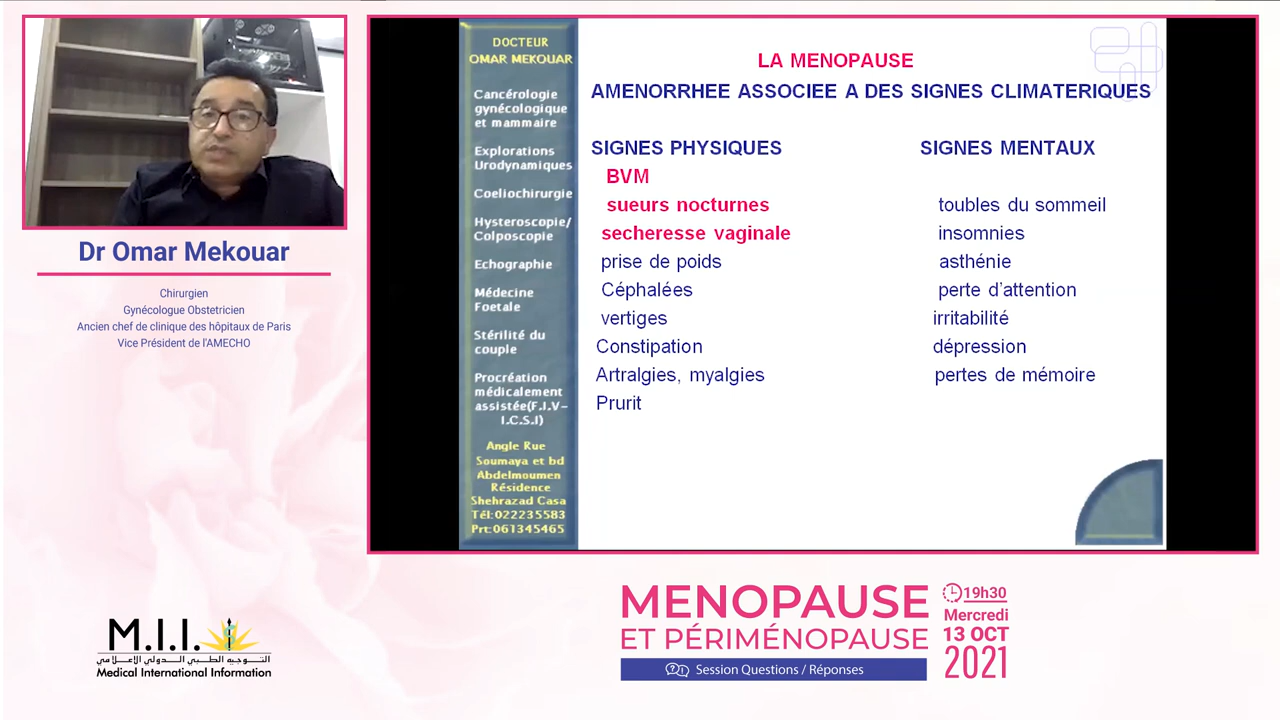 Dr Omar Mekouar
Chirurgien
Gynécologue Obstetricien
Ancien chef de clinique des hôpitaux de Paris
Vice Président de l'AMECHO
DOCTEUR
OMAR MEKOUAR
Cancérologie
gynécologique
et mammaire
Explorations
Urodynamiques
Coeliochirurgie
Hysteroscopie/
Colposcopie
Echographie
Médecine
Foetale
Stérilité du
couple
Procréation
médicalement
assistée(F.I.V-
I.C.S.I)
Angle Rue
Soumaya et bd
Abdelmoumen
Résidence
Shehrazad Casa
Tél:022235583
Prt:061345465
LA MENOPAUSE
AMENORRHEE ASSOCIEE A DES SIGNES CLIMATERIQUES
SIGNES PHYSIQUES
BVM
sueurs nocturnes
secheresse vaginale
prise de poids
Céphalées
vertiges
Constipation
Artralgies, myalgies
Prurit
SIGNES MENTAUX
toubles du sommeil
insomnies
asthénie
perte d'attention
irritabilité
dépression
pertes de mémoire
M.I.I.
التـوجيه الطبـي الدولـي الإعـلامـي
Medical International Information
MENOPAUSE
ET PÉRIMÉNOPAUSE
Session Questions / Réponses
19h30
Mercredi
13 OCT
2021